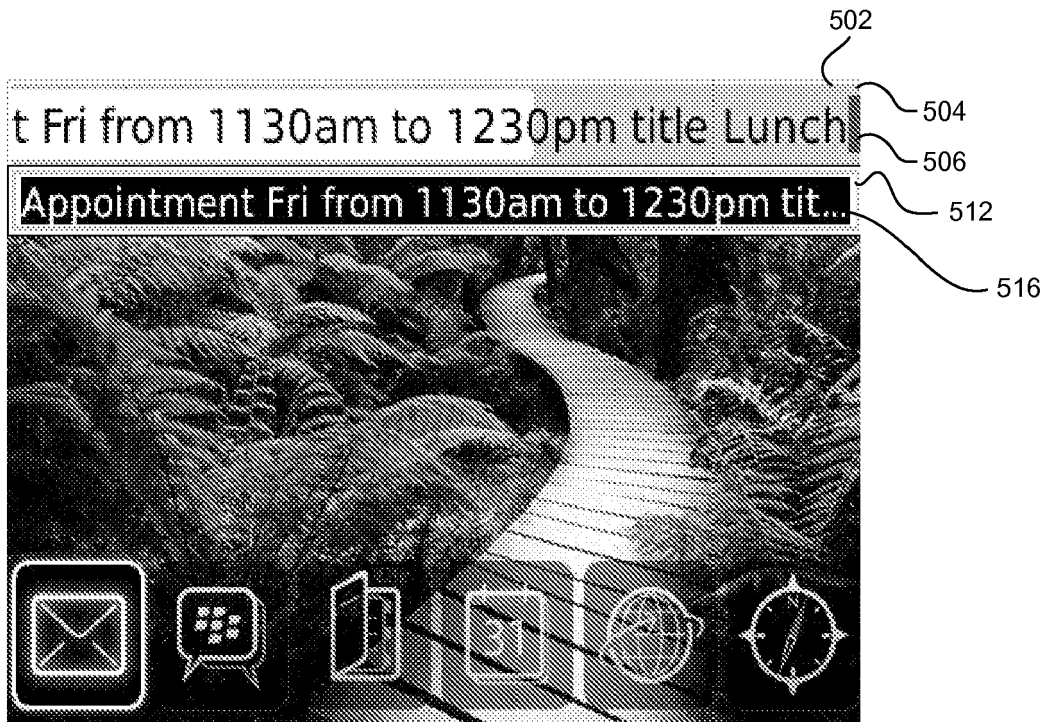 502
t Fri from 1130am to 1230pm title Lunch
504
506
Appointment Fri from 1130am to 1230pm tit...
512
516
N